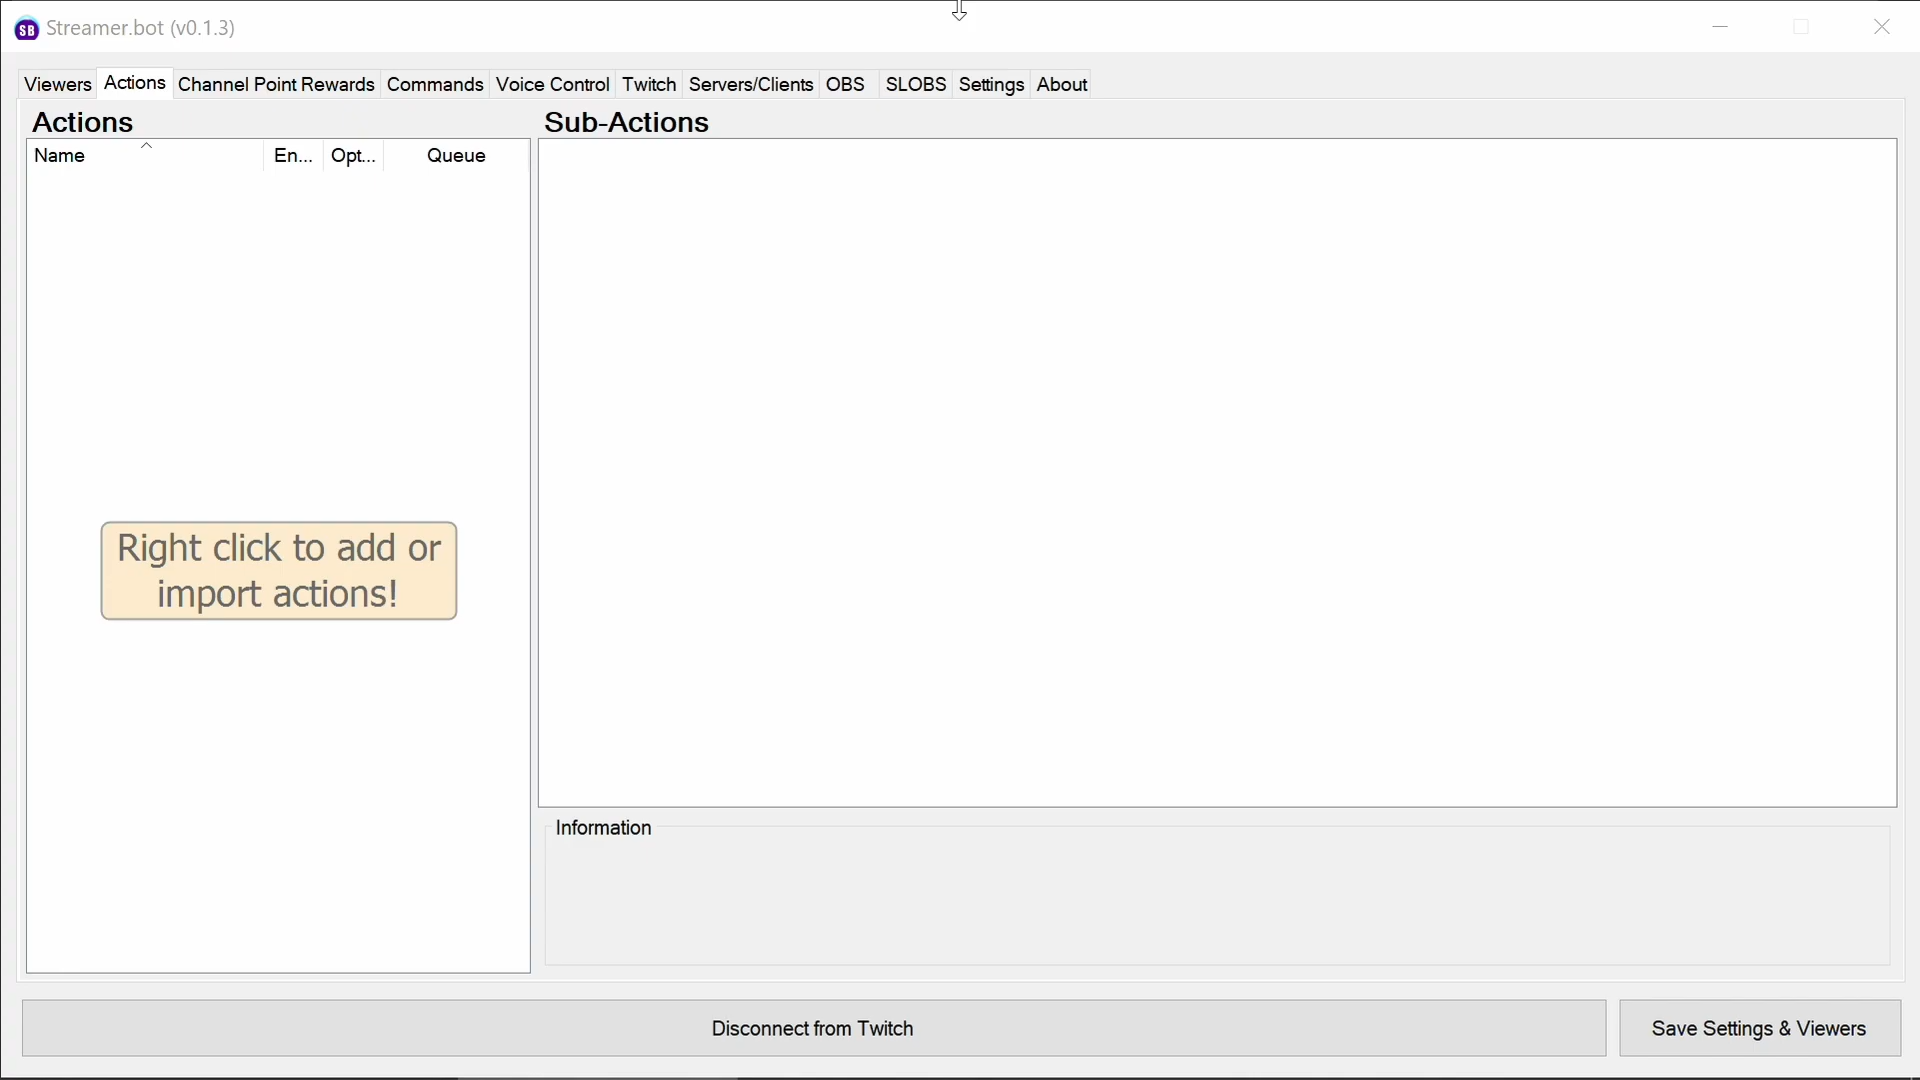 SB Streamer.bot (v0.1.3)
Viewers Actions Channel Point Rewards Commands Voice Control Twitch Servers/Clients OBS SLOBS Settings About
Actions
Sub-Actions
Name En... Opt... Queue
Right click to add or
import actions!
Information
Disconnect from Twitch
Save Settings & Viewers